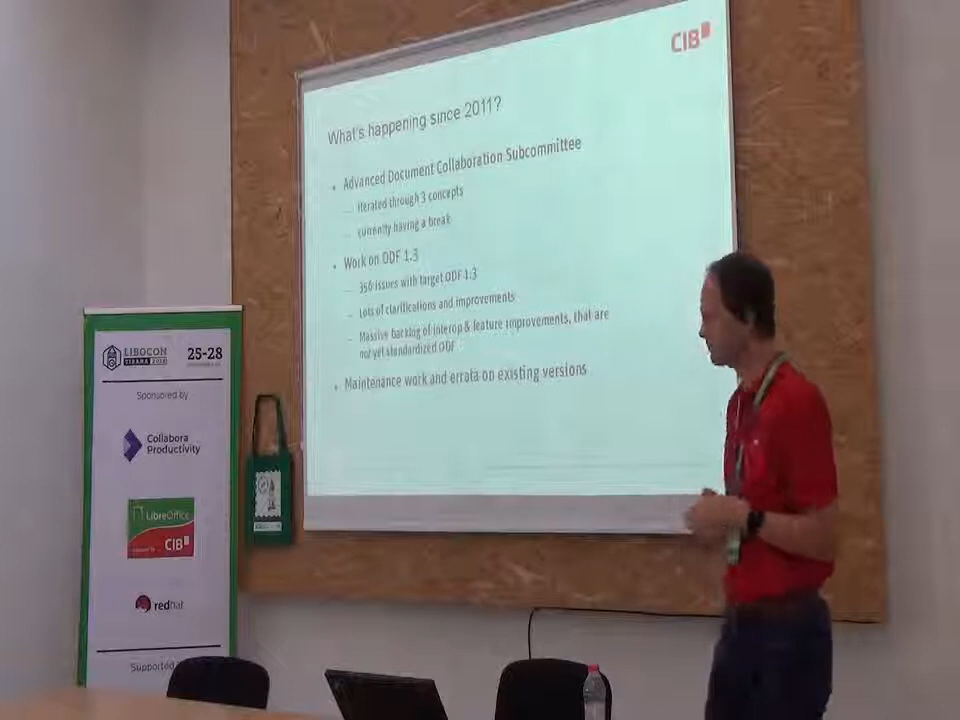 CIB
What's happening since 2011?
• Advanced Document Collaboration Subcommittee
– iterated through 3 concepts
– currently having a break
• Work on ODF 1.3
– 356 issues with target ODF 1.3
– Lots of clarifications and improvements
– Massive backlog of interop & feature improvements, that are
not yet standardized ODF
• Maintenance work and errata on existing versions
LIBOCON
TIRANA 2018
25-28
Sponsored by
Collabora
Productivity
LibreOffice
CIB
redhat
Supported